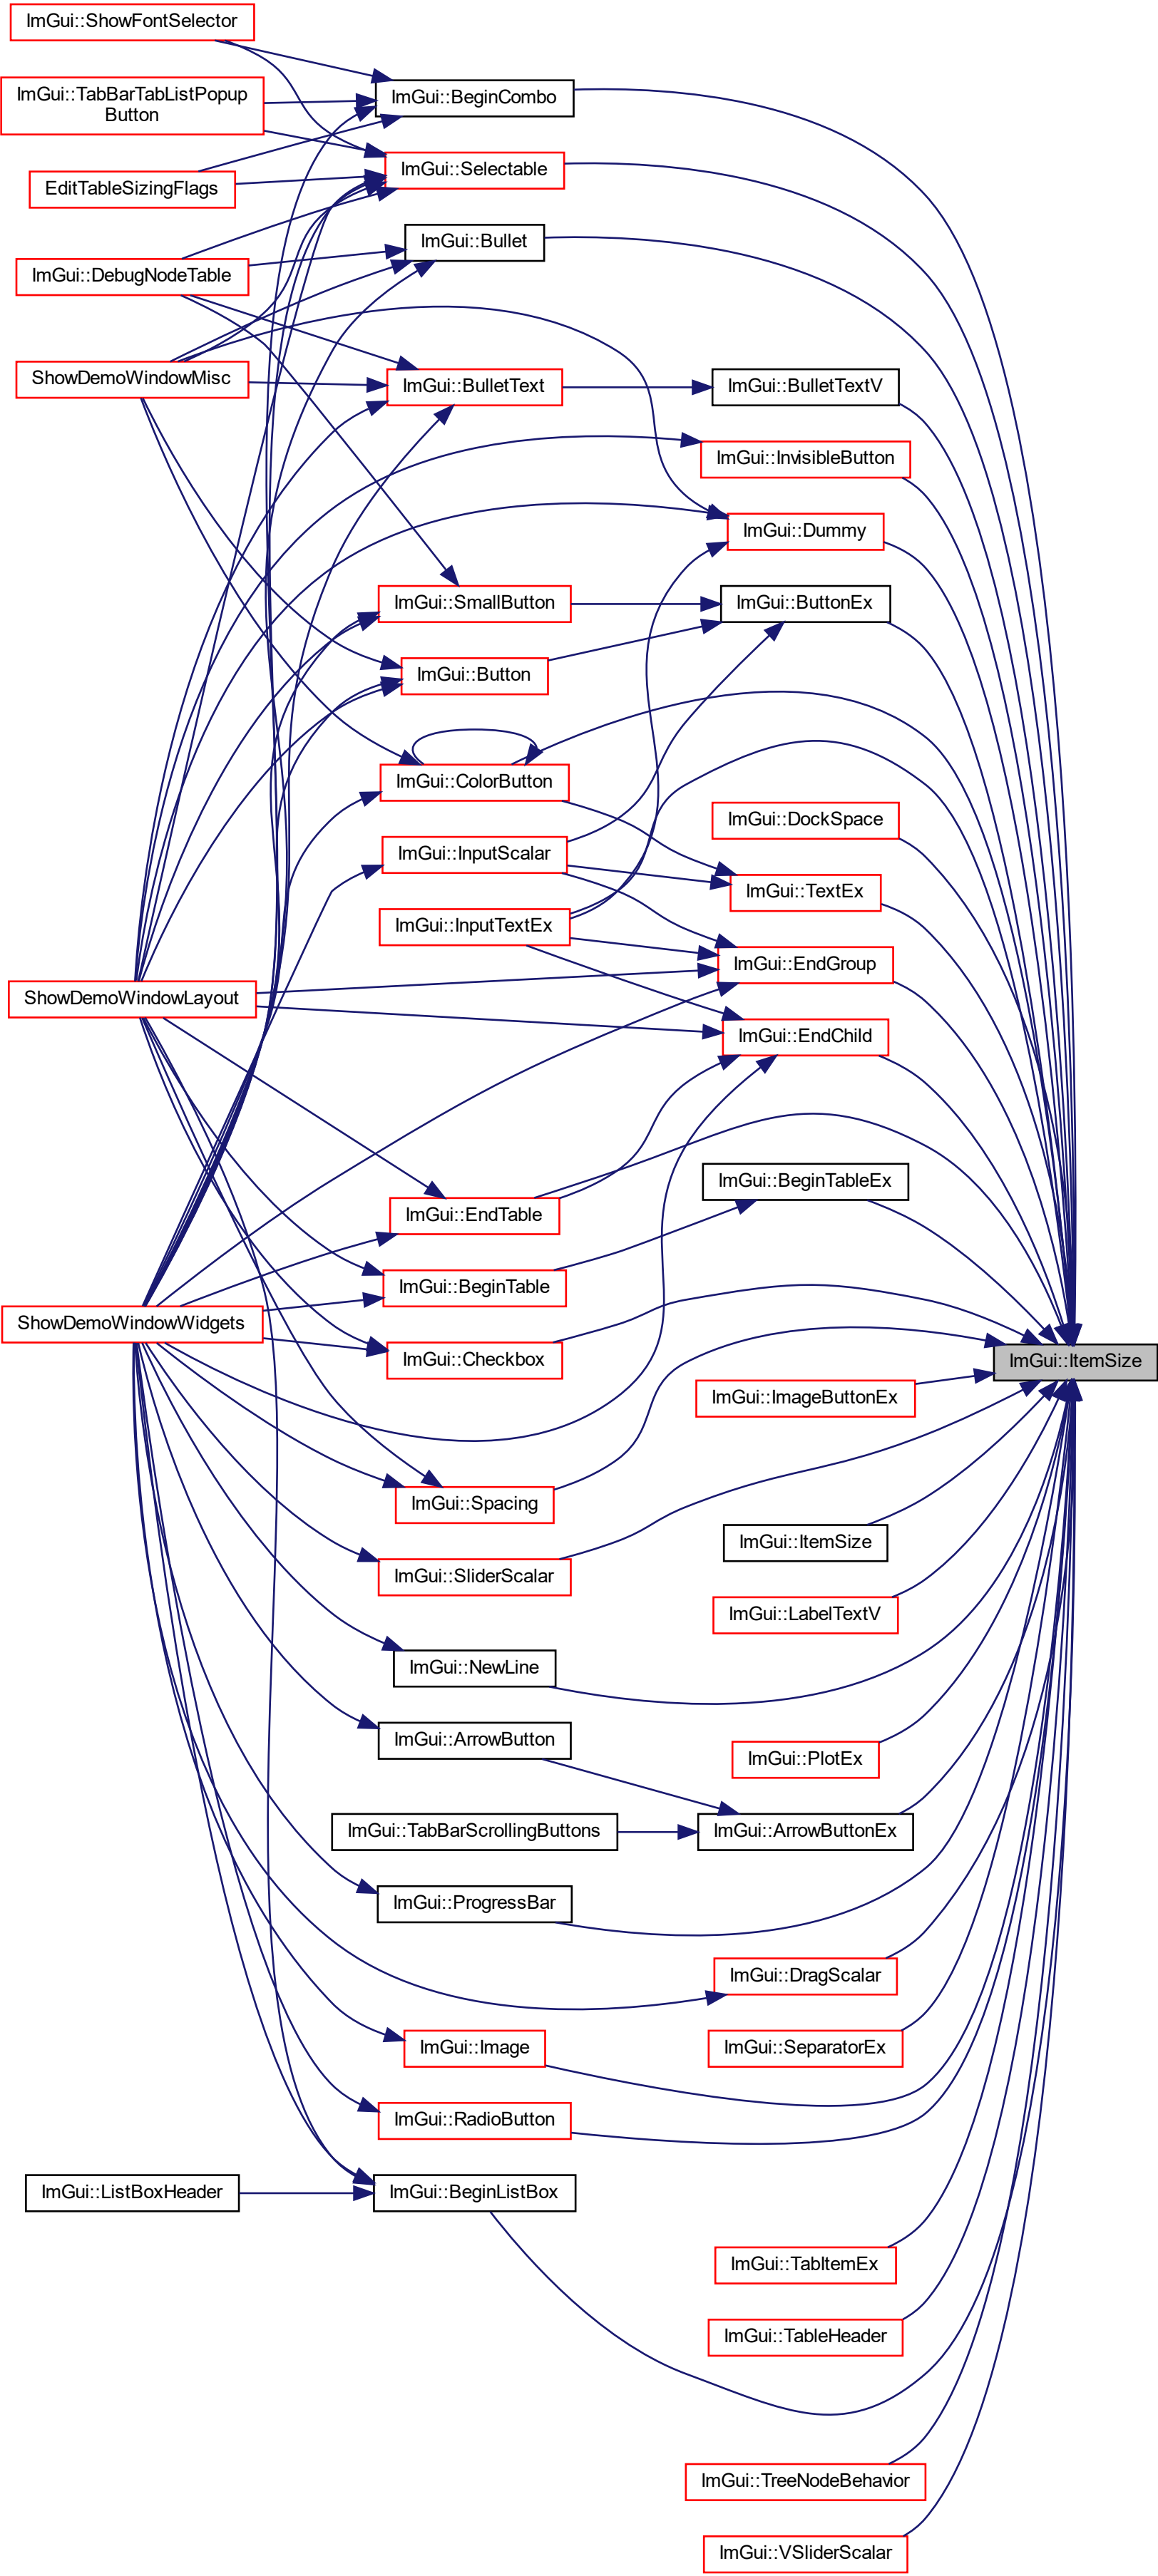 ImGui::ShowFontSelector
ImGui::TabBarTabListPopup
Button
ImGui::BeginCombo
ImGui::Selectable
EditTableSizingFlags
ImGui::Bullet
ImGui::DebugNodeTable
ShowDemoWindowMisc
ImGui::BulletText
ImGui::BulletTextV
ImGui::InvisibleButton
ImGui::Dummy
ImGui::SmallButton
ImGui::ButtonEx
ImGui::Button
ImGui::ColorButton
ImGui::DockSpace
ImGui::InputScalar
ImGui::TextEx
ImGui::InputTextEx
ImGui::EndGroup
ShowDemoWindowLayout
ImGui::EndChild
ImGui::BeginTableEx
ImGui::EndTable
ImGui::BeginTable
ShowDemoWindowWidgets
ImGui::Checkbox
ImGui::ItemSize
ImGui::ImageButtonEx
ImGui::Spacing
ImGui::ItemSize
ImGui::SliderScalar
ImGui::LabelTextV
ImGui::NewLine
ImGui::ArrowButton
ImGui::PlotEx
ImGui::TabBarScrollingButtons
ImGui::ArrowButtonEx
ImGui::ProgressBar
ImGui::DragScalar
ImGui::Image
ImGui::SeparatorEx
ImGui::RadioButton
ImGui::ListBoxHeader
ImGui::BeginListBox
ImGui::TabItemEx
ImGui::TableHeader
ImGui::TreeNodeBehavior
ImGui::VSliderScalar